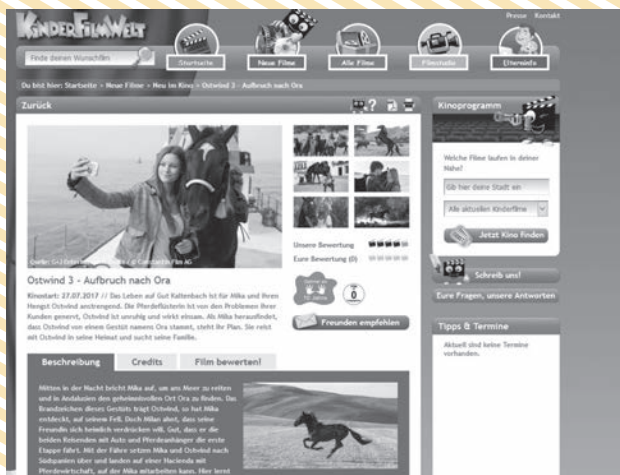 KINDERFILMWELT
Presse Kontakt
Finde deinen Wunschfilm
Startseite
Neue Filme
Alle Filme
Filmstudio
Elterninfo
Du bist hier: Startseite » Neue Filme » Neu im Kino » Ostwind 3 - Aufbruch nach Ora
Zurück
?
Unsere Bewertung
Eure Bewertung (0)
Ostwind 3 - Aufbruch nach Ora
Kinostart: 27.07.2017 // Das Leben auf Gut Kaltenbach ist für Mika und ihren
Hengst Ostwind anstrengend. Die Pferdeflüsterin ist von den Problemen ihrer
Kunden genervt, Ostwind ist unruhig und wirkt einsam. Als Mika herausfindet,
dass Ostwind von einem Gestüt namens Ora stammt, steht ihr Plan. Sie reist
mit Ostwind in seine Heimat und sucht seine Familie.
0
Freunden empfehlen
Beschreibung
Credits
Film bewerten!
Mitten in der Nacht bricht Mika auf, um ans Meer zu reiten
und in Andalusien den geheimnisvollen Ort Ora zu finden. Das
Brandzeichen dieses Gestüts trägt Ostwind, so hat Mika
entdeckt, auf seinem Fell. Doch Milan ahnt, dass seine
Freundin sich heimlich verdrücken will. Gut, dass er die
beiden Reisenden mit Auto und Pferdeanhänger die erste
Etappe fährt. Mit der Fähre setzen Mika und Ostwind nach
Südspanien über und landen auf einer Hacienda mit
Pferdewirtschaft, auf der Mika mitarbeiten kann. Hier lernt
Kinoprogramm
Welche Filme laufen in deiner
Nähe?
Gib hier deine Stadt ein
Alle aktuellen Kinderfilme
Jetzt Kino finden
Schreib uns!
Eure Fragen, unsere Antworten
Tipps & Termine
Aktuell sind keine Termine
vorhanden.